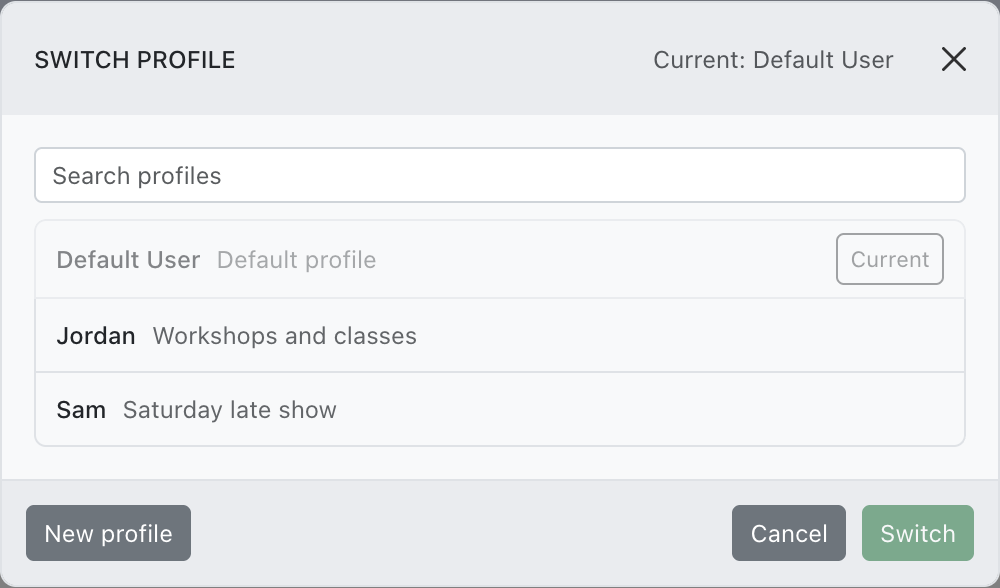 SWITCH PROFILE Current: Default User
Search profiles
Default User Default profile Current
Jordan Workshops and classes
Sam Saturday late show
New profile Cancel Switch